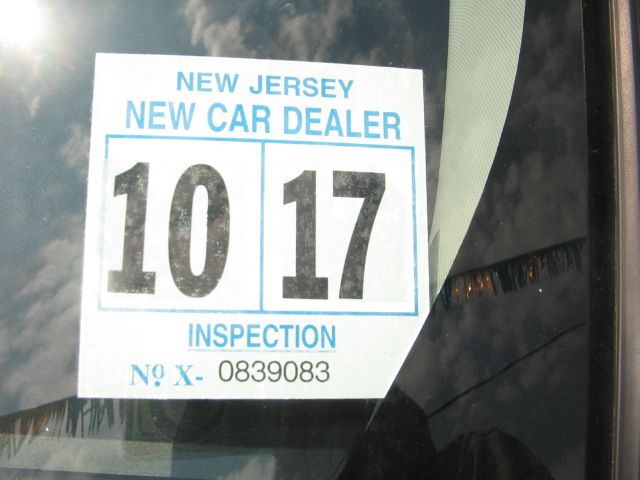 NEW JERSEY
NEW CAR DEALER
10 17
INSPECTION
Nº X- 0839083